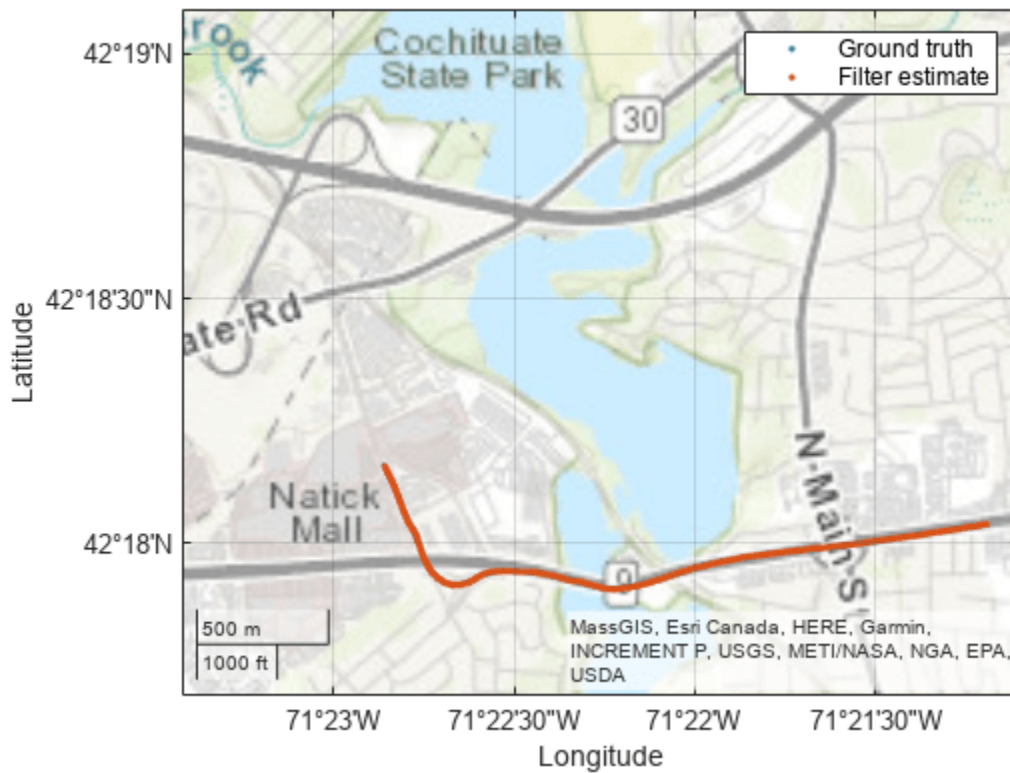 Brook
Cochituate
State Park
Ground truth
Filter estimate
30
42°19'N
42°18'30"N
42°18'N
Latitude
ate Rd
Natick
Mall
N-Main-S
9
500 m
1000 ft
MassGIS, Esri Canada, HERE, Garmin,
INCREMENT P, USGS, METI/NASA, NGA, EPA,
USDA
71°23'W
71°22'30"W
71°22'W
71°21'30"W
Longitude